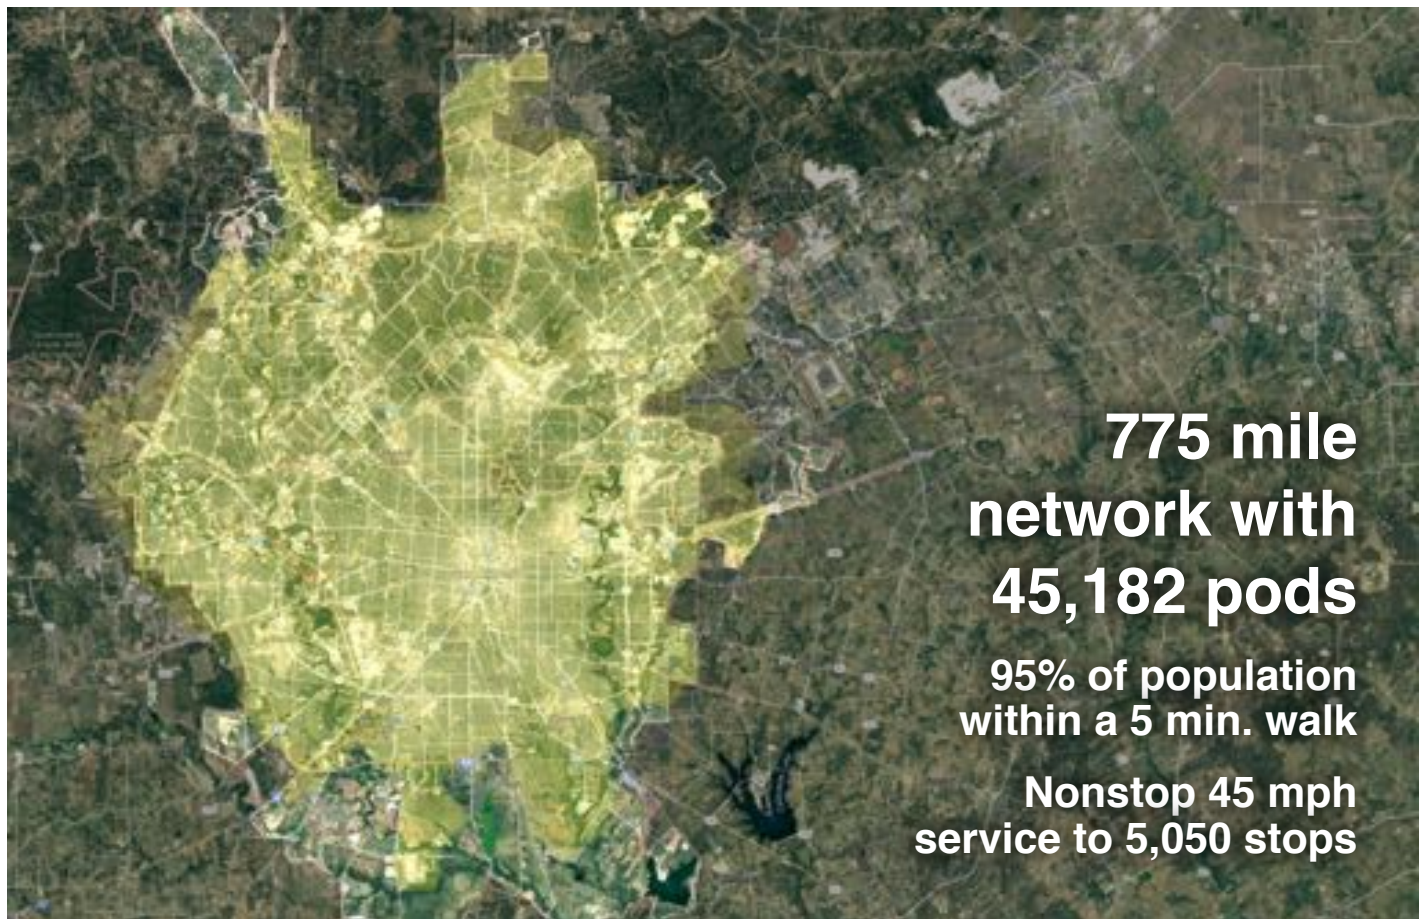 775 mile
network with
45,182 pods
95% of population
within a 5 min. walk
Nonstop 45 mph
service to 5,050 stops